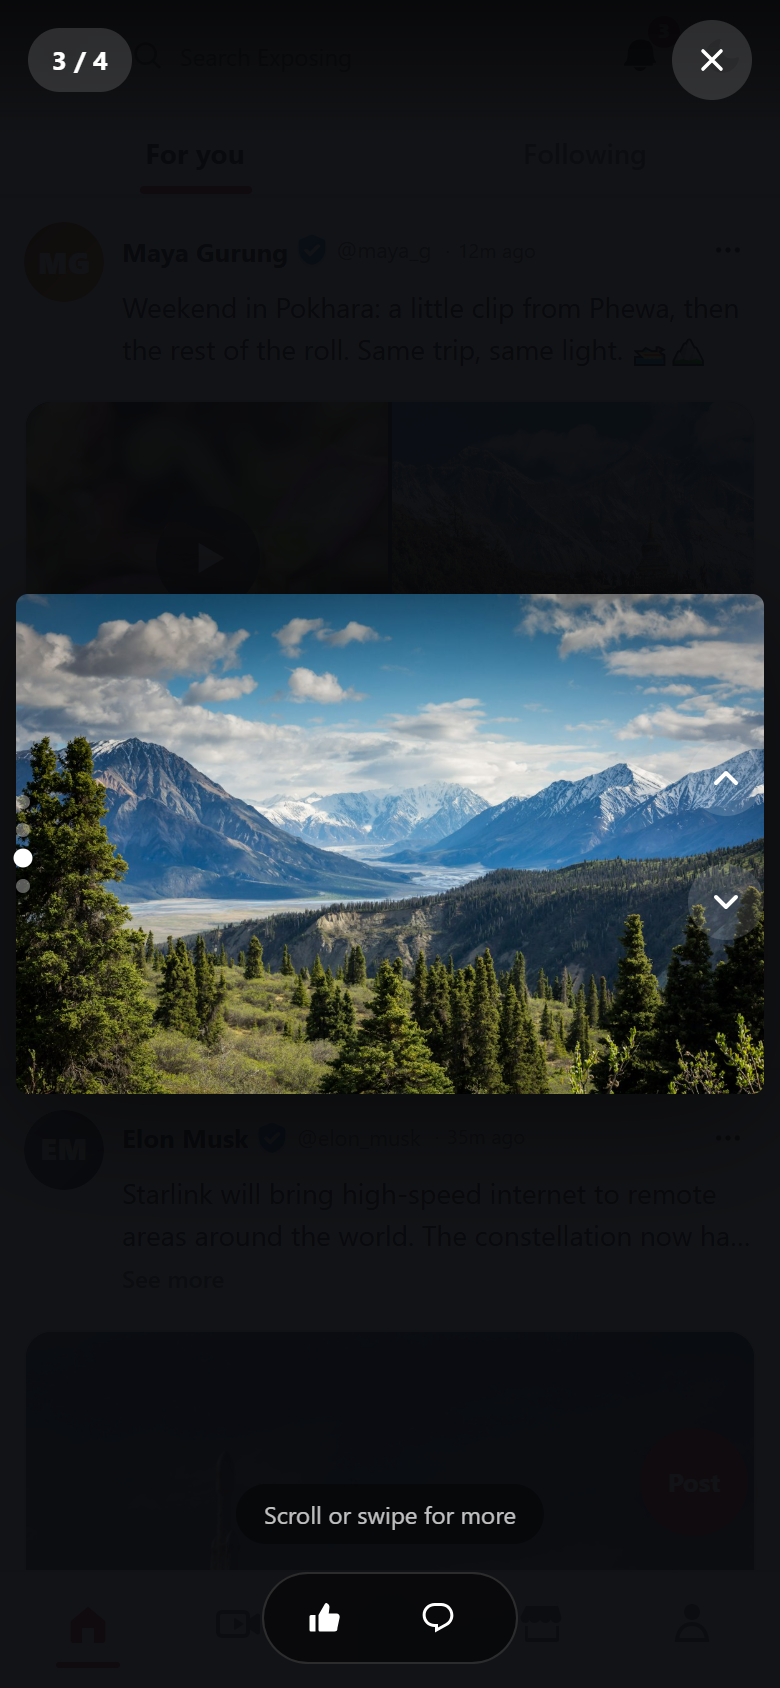 3 / 4
Search Exposing
For you
Following
MG
Maya Gurung @maya_g · 12m ago
Weekend in Pokhara: a little clip from Phewa, then
the rest of the roll. Same trip, same light.
EM
Elon Musk @elon_musk · 35m ago
Starlink will bring high-speed internet to remote
areas around the world. The constellation now ha...
See more
Post
Scroll or swipe for more